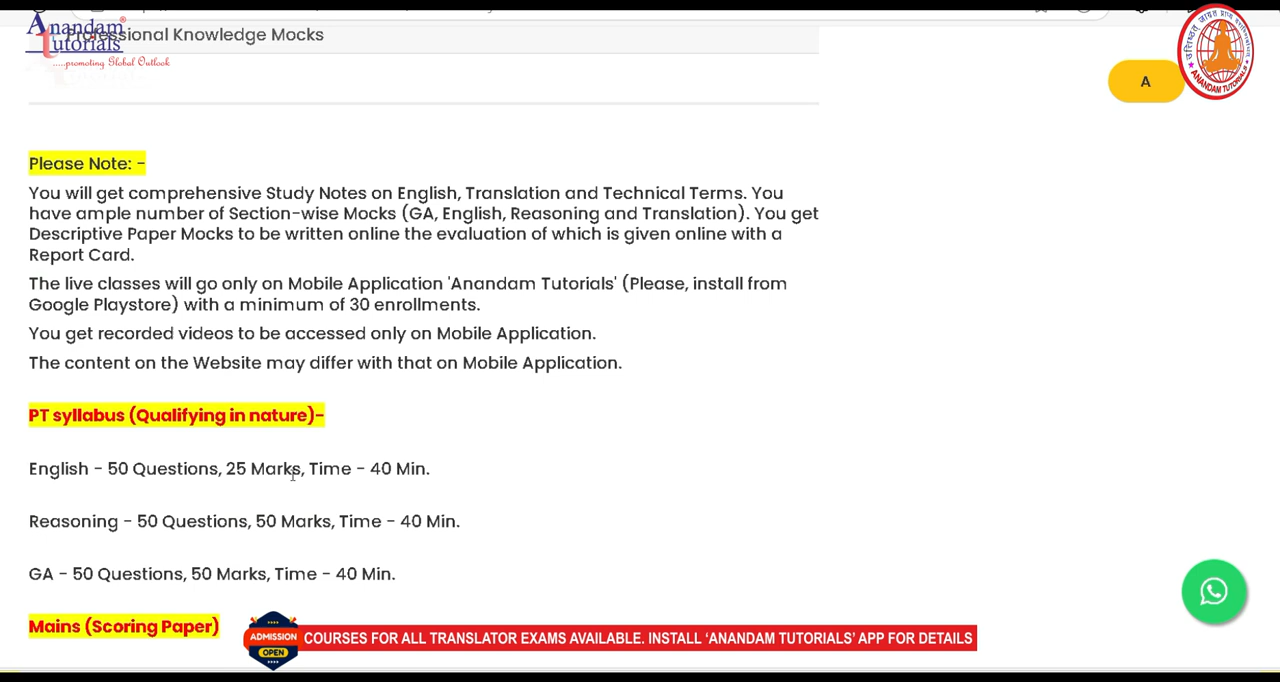 Anandam®
Tutorials
.....promoting Global Outlook
Professional Knowledge Mocks
ANANDAM TUTORIALS
A
Please Note: -
You will get comprehensive Study Notes on English, Translation and Technical Terms. You
have ample number of Section-wise Mocks (GA, English, Reasoning and Translation). You get
Descriptive Paper Mocks to be written online the evaluation of which is given online with a
Report Card.
The live classes will go only on Mobile Application 'Anandam Tutorials' (Please, install from
Google Playstore) with a minimum of 30 enrollments.
You get recorded videos to be accessed only on Mobile Application.
The content on the Website may differ with that on Mobile Application.
PT syllabus (Qualifying in nature)-
English - 50 Questions, 25 Marks, Time - 40 Min.
Reasoning - 50 Questions, 50 Marks, Time - 40 Min.
GA - 50 Questions, 50 Marks, Time - 40 Min.
Mains (Scoring Paper)
ADMISSION
OPEN
COURSES FOR ALL TRANSLATOR EXAMS AVAILABLE. INSTALL ‘ANANDAM TUTORIALS’ APP FOR DETAILS